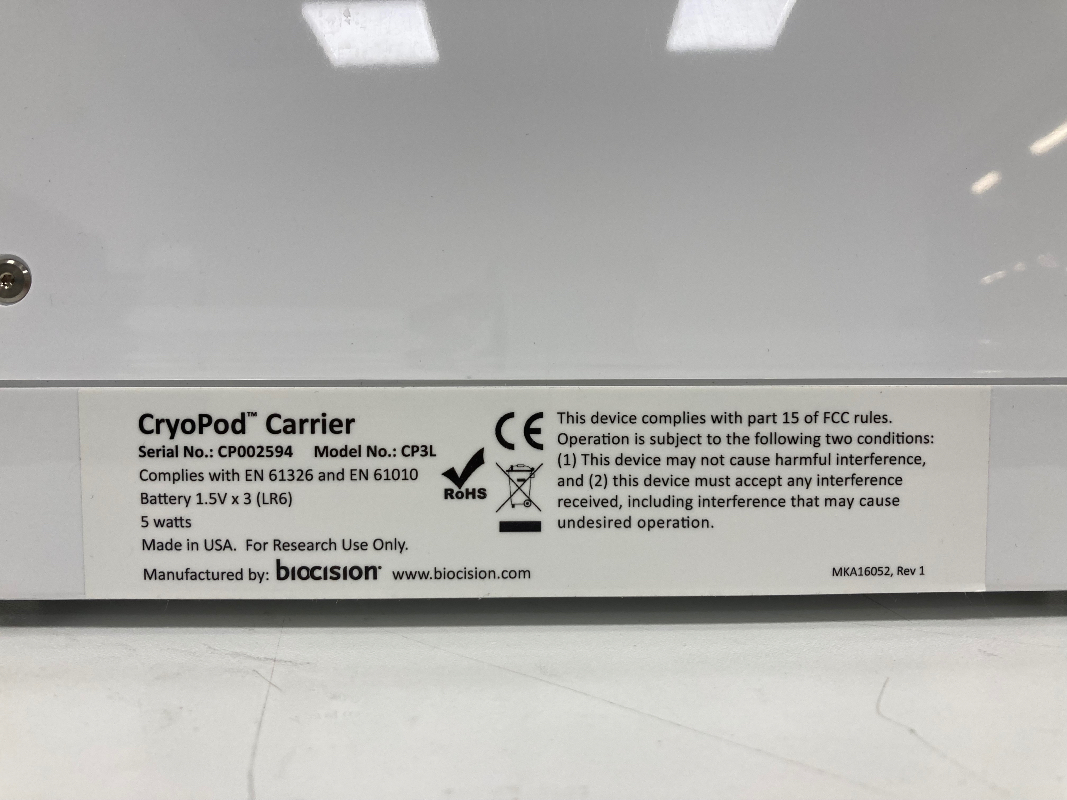 CryoPod™ Carrier
Serial No.: CP002594 Model No.: CP3L
Complies with EN 61326 and EN 61010
Battery 1.5V x 3 (LR6)
5 watts
Made in USA. For Research Use Only.
Manufactured by: biocision® www.biocision.com
CE
RoHS
This device complies with part 15 of FCC rules.
Operation is subject to the following two conditions:
(1) This device may not cause harmful interference,
and (2) this device must accept any interference
received, including interference that may cause
undesired operation.
MKA16052, Rev 1